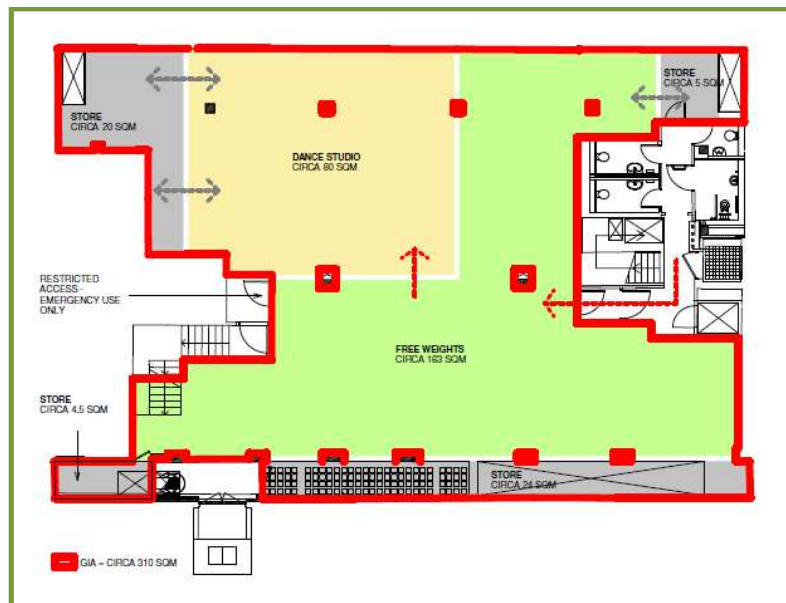 STORE
CIRCA 20 SQM
STORE
CIRCA 5 SQM
DANCE STUDIO
CIRCA 80 SQM
RESTRICTED
ACCESS -
EMERGENCY USE
ONLY
FREE WEIGHTS
CIRCA 163 SQM
STORE
CIRCA 4.5 SQM
STORE
CIRCA 24 SQM
GIA = CIRCA 310 SQM